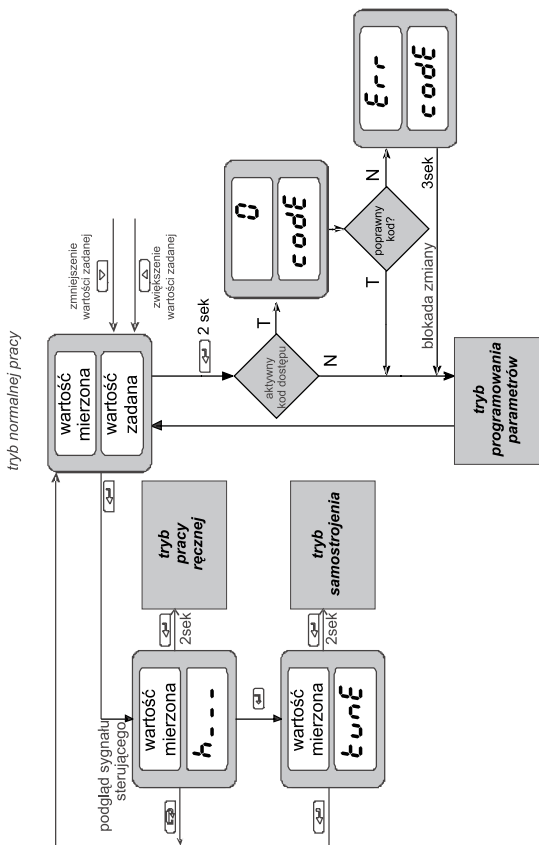 tryb normalnej pracy
wartość
mierzona
wartość
zadana
zmniejszenie
wartości zadanej
zwiększenie
wartości zadanej
2 sek
aktywny
kod dostępu
T
N
0
codE
poprawny
kod?
T
N
Err
codE
3sek
blokada zmiany
tryb
programowania
parametrów
podgląd sygnału
sterującego
wartość
mierzona
h---
2sek
tryb
pracy
ręcznej
wartość
mierzona
tunE
2sek
tryb
samostrojenia